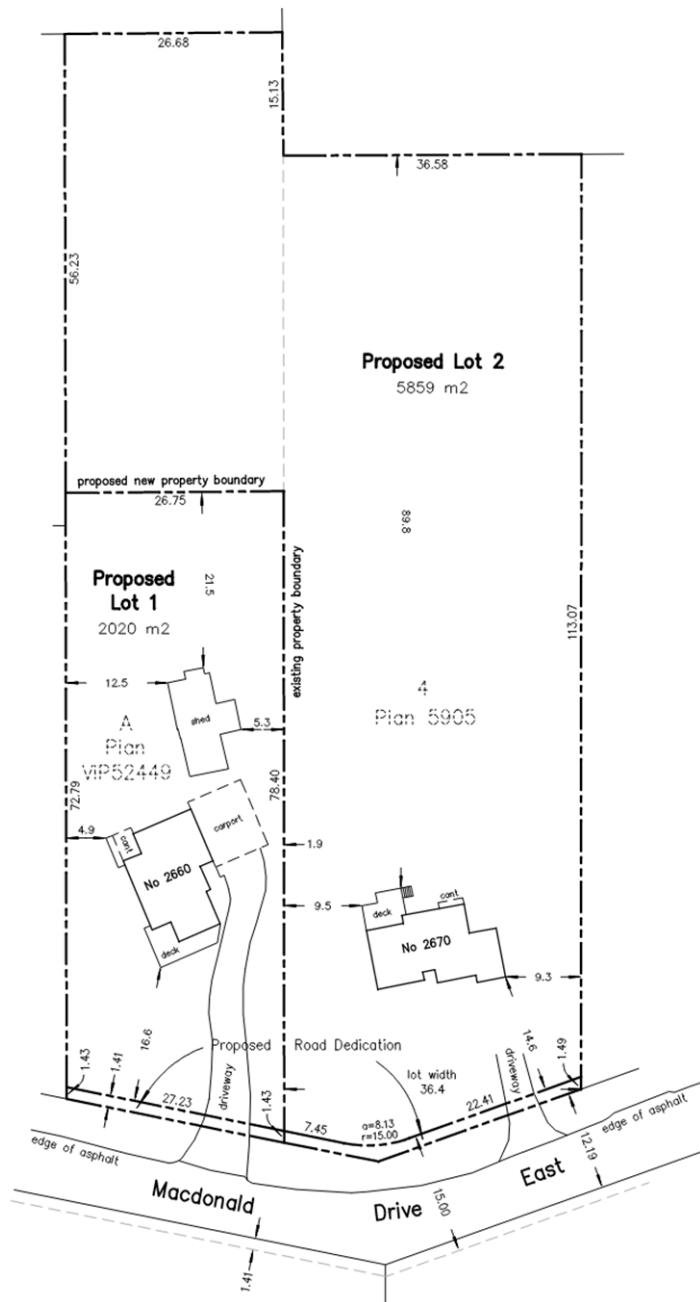 26.68
15.13
36.58
56.23
Proposed Lot 2
5859 m2
proposed new property boundary
26.75
89.8
Proposed
Lot 1
2020 m2
21.5
existing property boundary
113.07
12.5
shed
5.3
A
Plan
VIP52449
4
Plan 5905
72.79
78.40
4.9
cant
carport
1.9
No 2660
9.5
deck
cant
No 2670
deck
9.3
1.43
1.41
16.6
Proposed Road Dedication
driveway
lot width
36.4
driveway
14.6
1.49
27.23
1.43
7.45
a=8.13
r=15.00
22.41
edge of asphalt
edge of asphalt
12.19
Macdonald Drive East
15.00
1.41